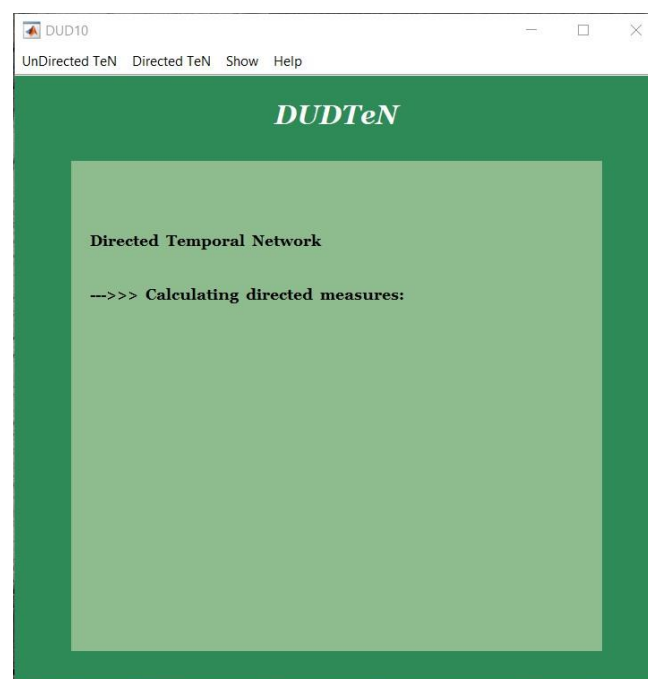 DUD10
UnDirected TeN Directed TeN Show Help
DUDTeN
Directed Temporal Network
--->>> Calculating directed measures: